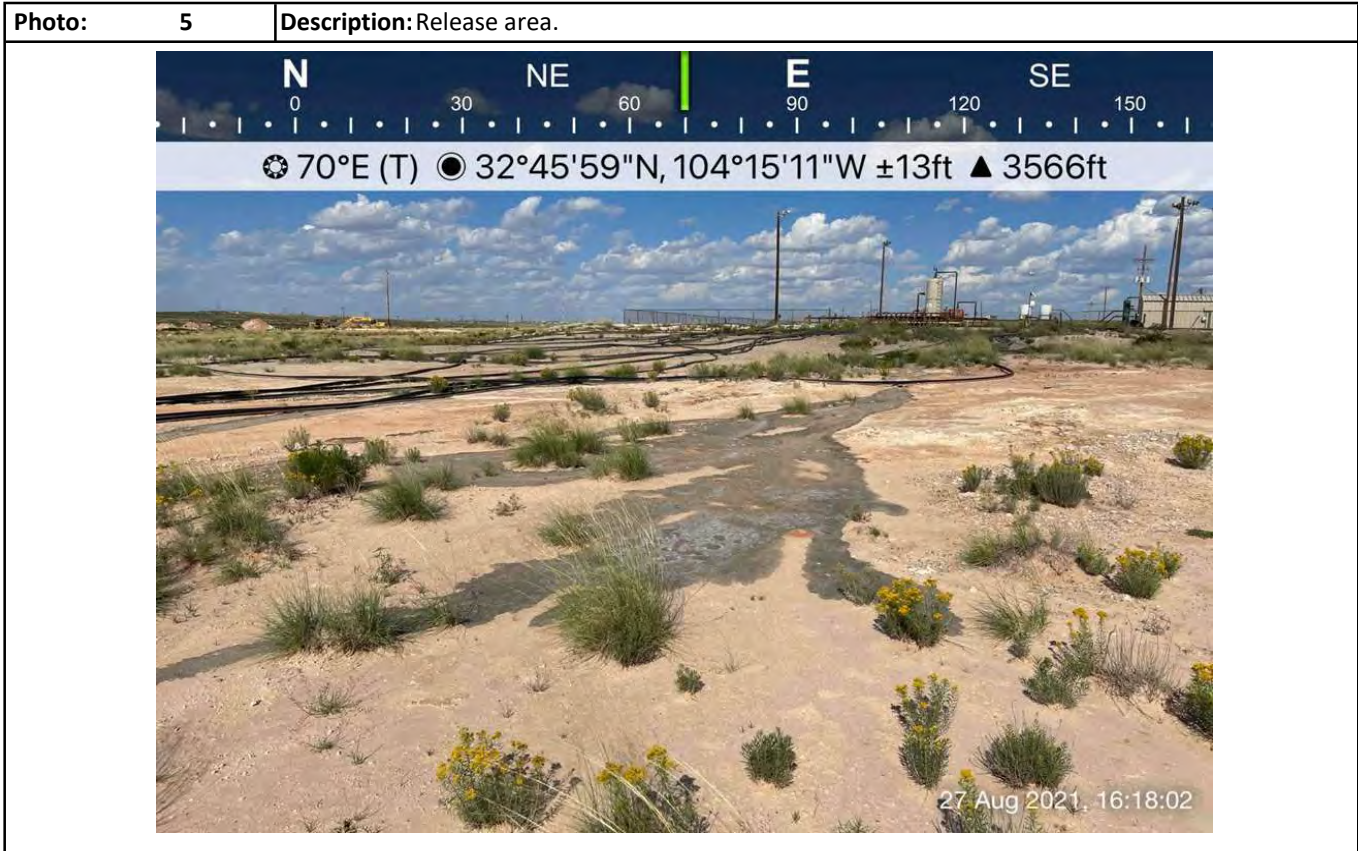 Photo: 5 Description: Release area.
N NE E SE
0 30 60 90 120 150
70°E (T) 32°45'59"N, 104°15'11"W ±13ft ▲ 3566ft
27 Aug 2021, 16:18:02